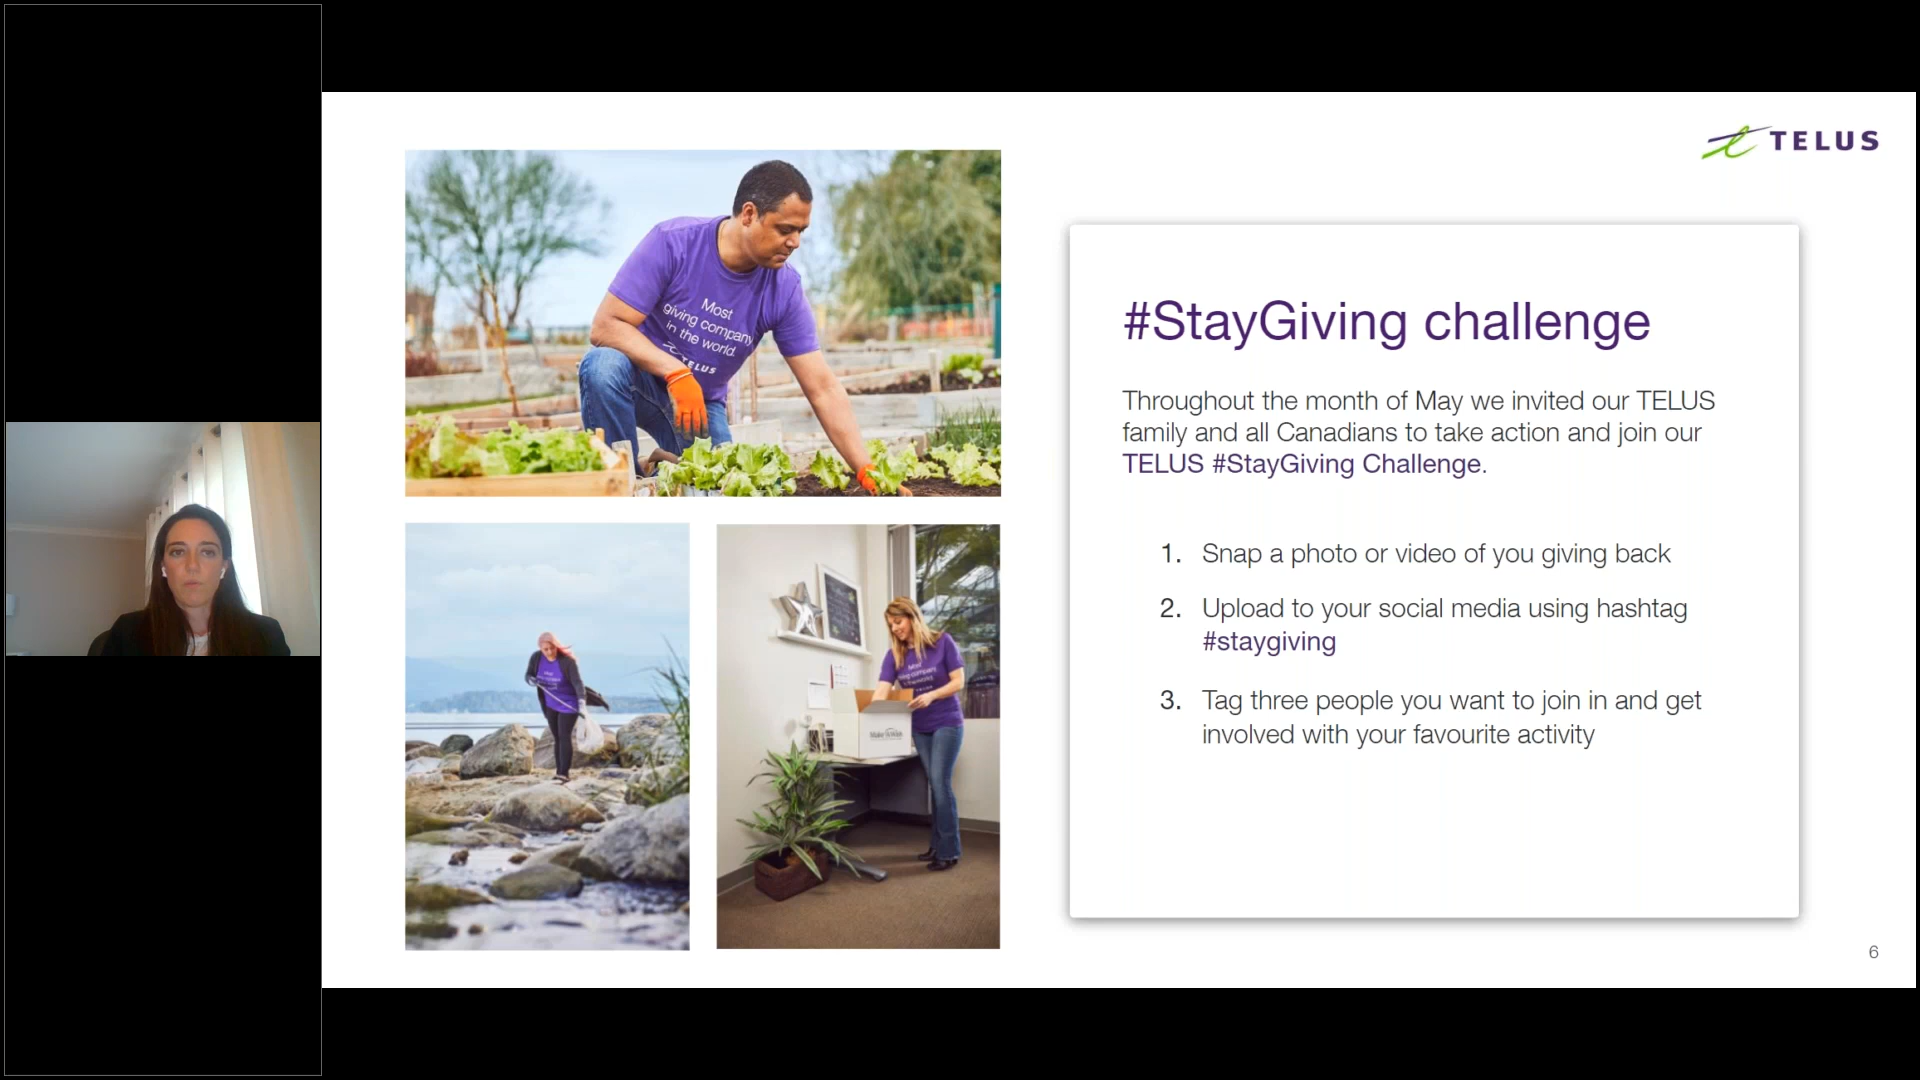 TELUS
Most
giving company
in the world.
TELUS
#StayGiving challenge
Throughout the month of May we invited our TELUS
family and all Canadians to take action and join our
TELUS #StayGiving Challenge.
1. Snap a photo or video of you giving back
2. Upload to your social media using hashtag
#staygiving
3. Tag three people you want to join in and get
involved with your favourite activity
6